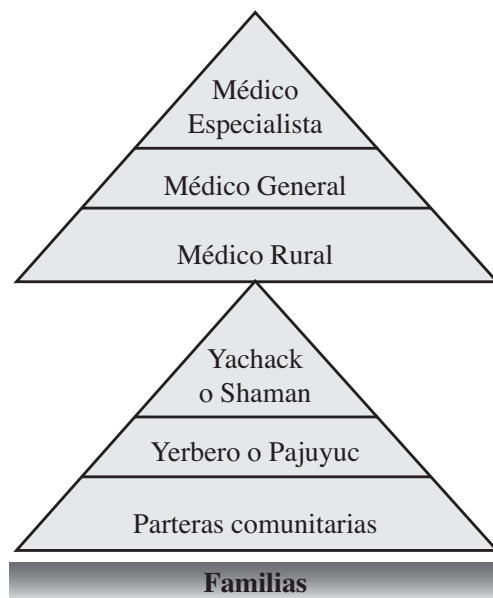 Médico
Especialista
Médico General
Médico Rural
Yachack
o Shaman
Yerbero o Pajuyuc
Parteras comunitarias
Familias